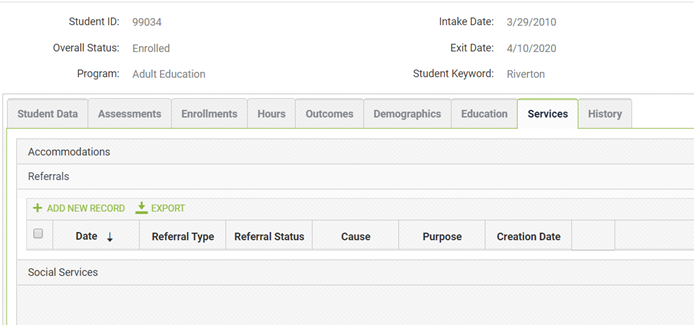 Student ID: 99034 Intake Date: 3/29/2010
Overall Status: Enrolled Exit Date: 4/10/2020
Program: Adult Education Student Keyword: Riverton
Student Data Assessments Enrollments Hours Outcomes Demographics Education Services History
Accommodations
Referrals
ADD NEW RECORD EXPORT
Date ↓ Referral Type Referral Status Cause Purpose Creation Date
Social Services